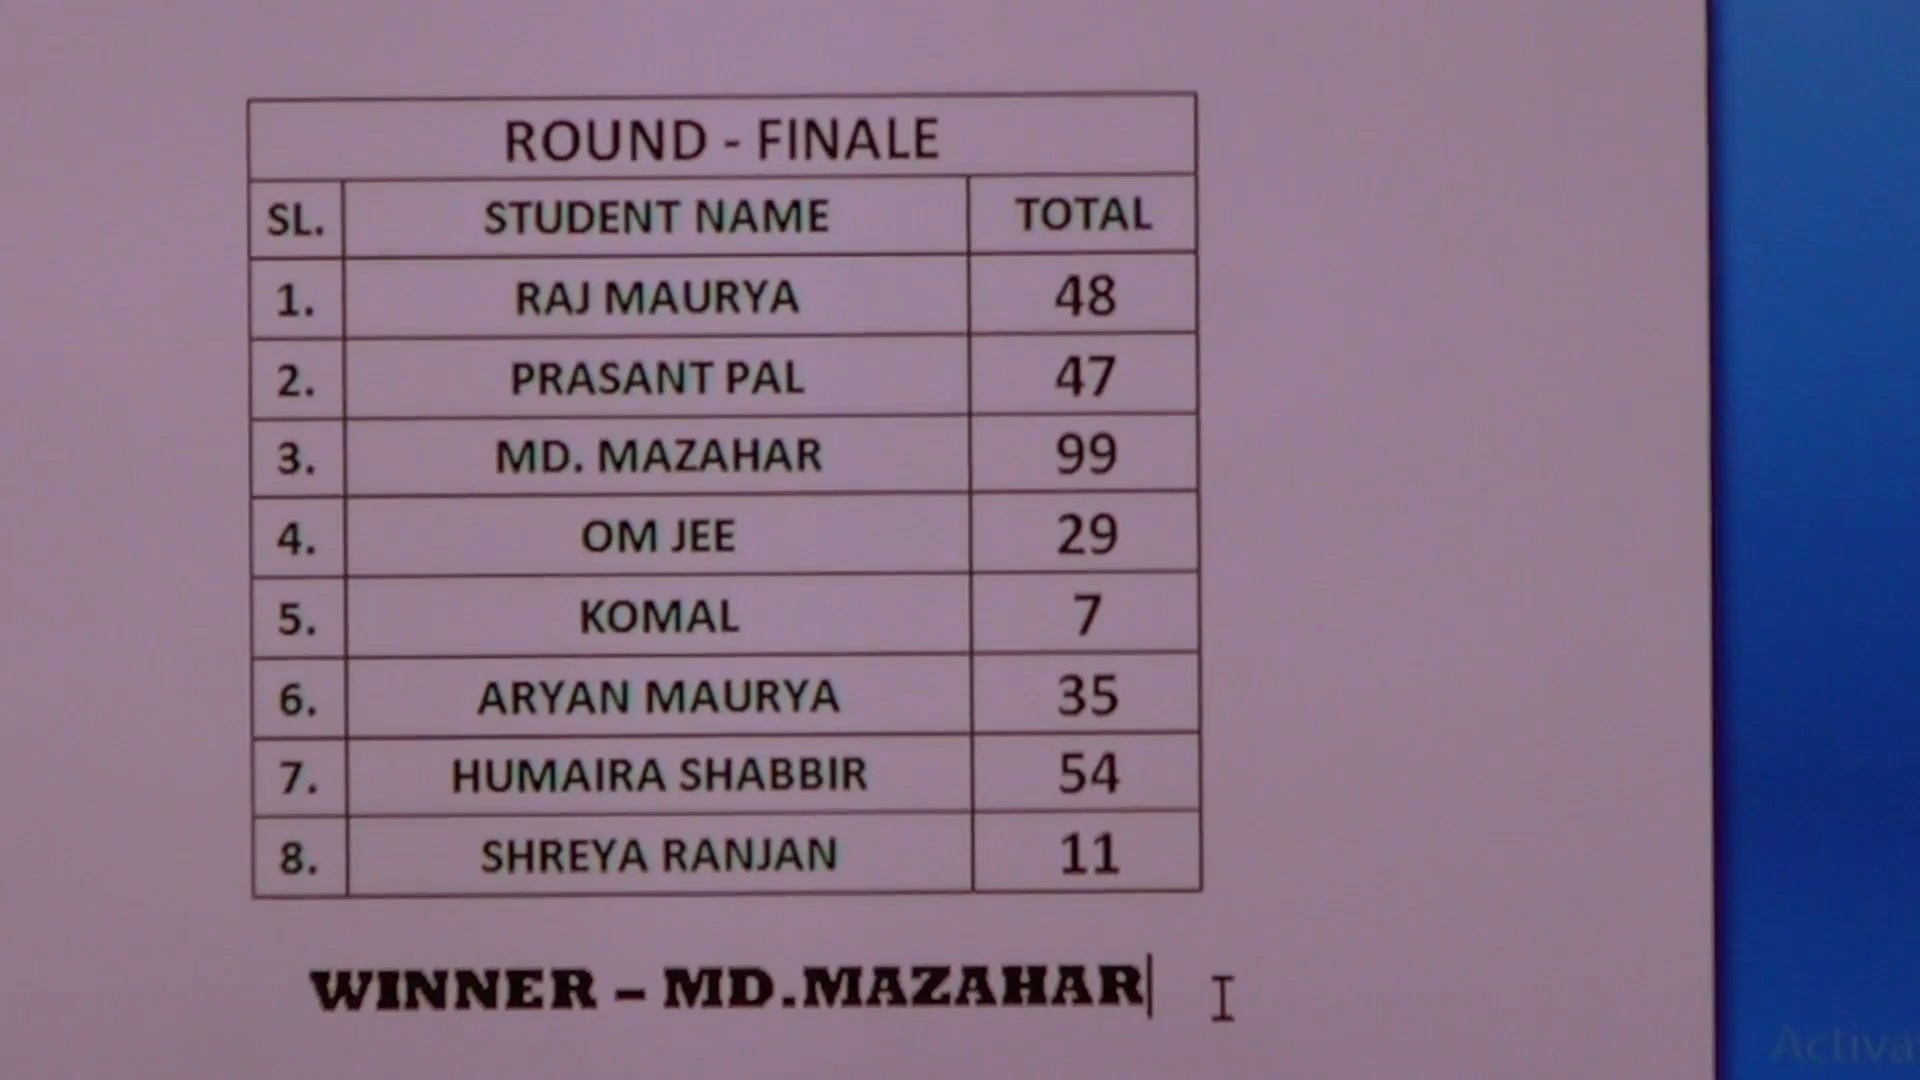 ROUND - FINALE
SL. STUDENT NAME TOTAL
1. RAJ MAURYA 48
2. PRASANT PAL 47
3. MD. MAZAHAR 99
4. OM JEE 29
5. KOMAL 7
6. ARYAN MAURYA 35
7. HUMAIRA SHABBIR 54
8. SHREYA RANJAN 11
WINNER – MD.MAZAHAR